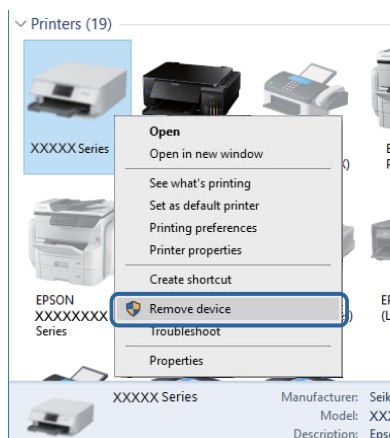 Printers (19)
XXXXX Series
Open
Open in new window
See what's printing
Set as default printer
Printing preferences
Printer properties
Create shortcut
Remove device
Troubleshoot
Properties
X)
EPSON
XXXXXXXX
Series
XXXXX Series
Manufacturer:
Model:
Description: